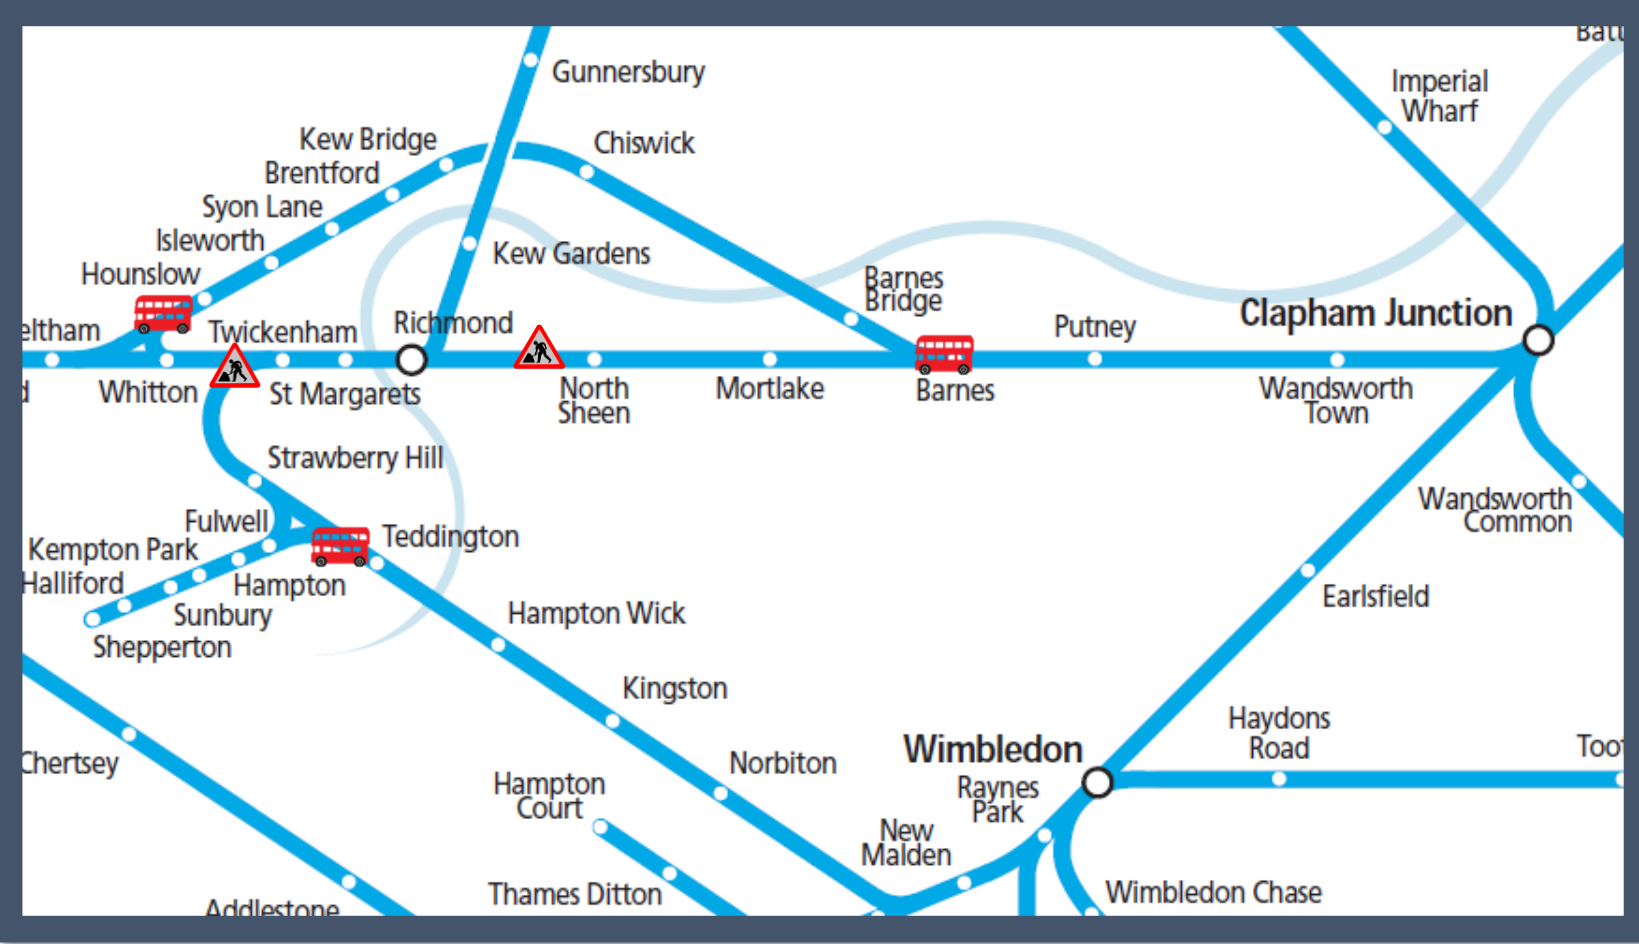 Gunnersbury
Imperial
Wharf
Kew Bridge
Chiswick
Brentford
Syon Lane
Isleworth
Kew Gardens
Hounslow
Barnes
Bridge
Clapham Junction
eltham
Twickenham
Richmond
Putney
Whitton
St Margarets
North
Sheen
Mortlake
Barnes
Wandsworth
Town
Strawberry Hill
Wandsworth
Common
Fulwell
Teddington
Kempton Park
Halliford
Hampton
Earlsfield
Sunbury
Hampton Wick
Shepperton
Kingston
Haydons
Road
Wimbledon
Toot
Chertsey
Norbiton
Hampton
Court
Raynes
Park
New
Malden
Thames Ditton
Wimbledon Chase
Addlestone